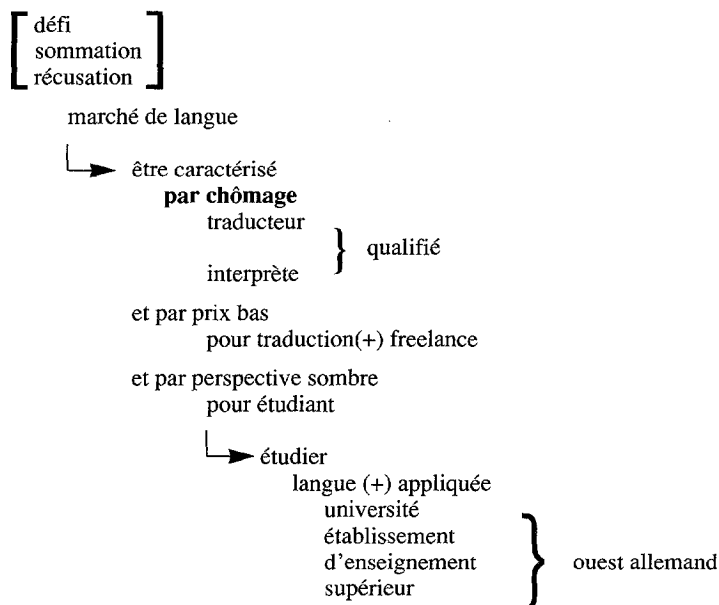 défi
sommation
récusation
marché de langue
être caractérisé
par chômage
traducteur
qualifié
interprète
et par prix bas
pour traduction(+) freelance
et par perspective sombre
pour étudiant
étudier
langue (+) appliquée
université
établissement
d'enseignement
ouest allemand
supérieur